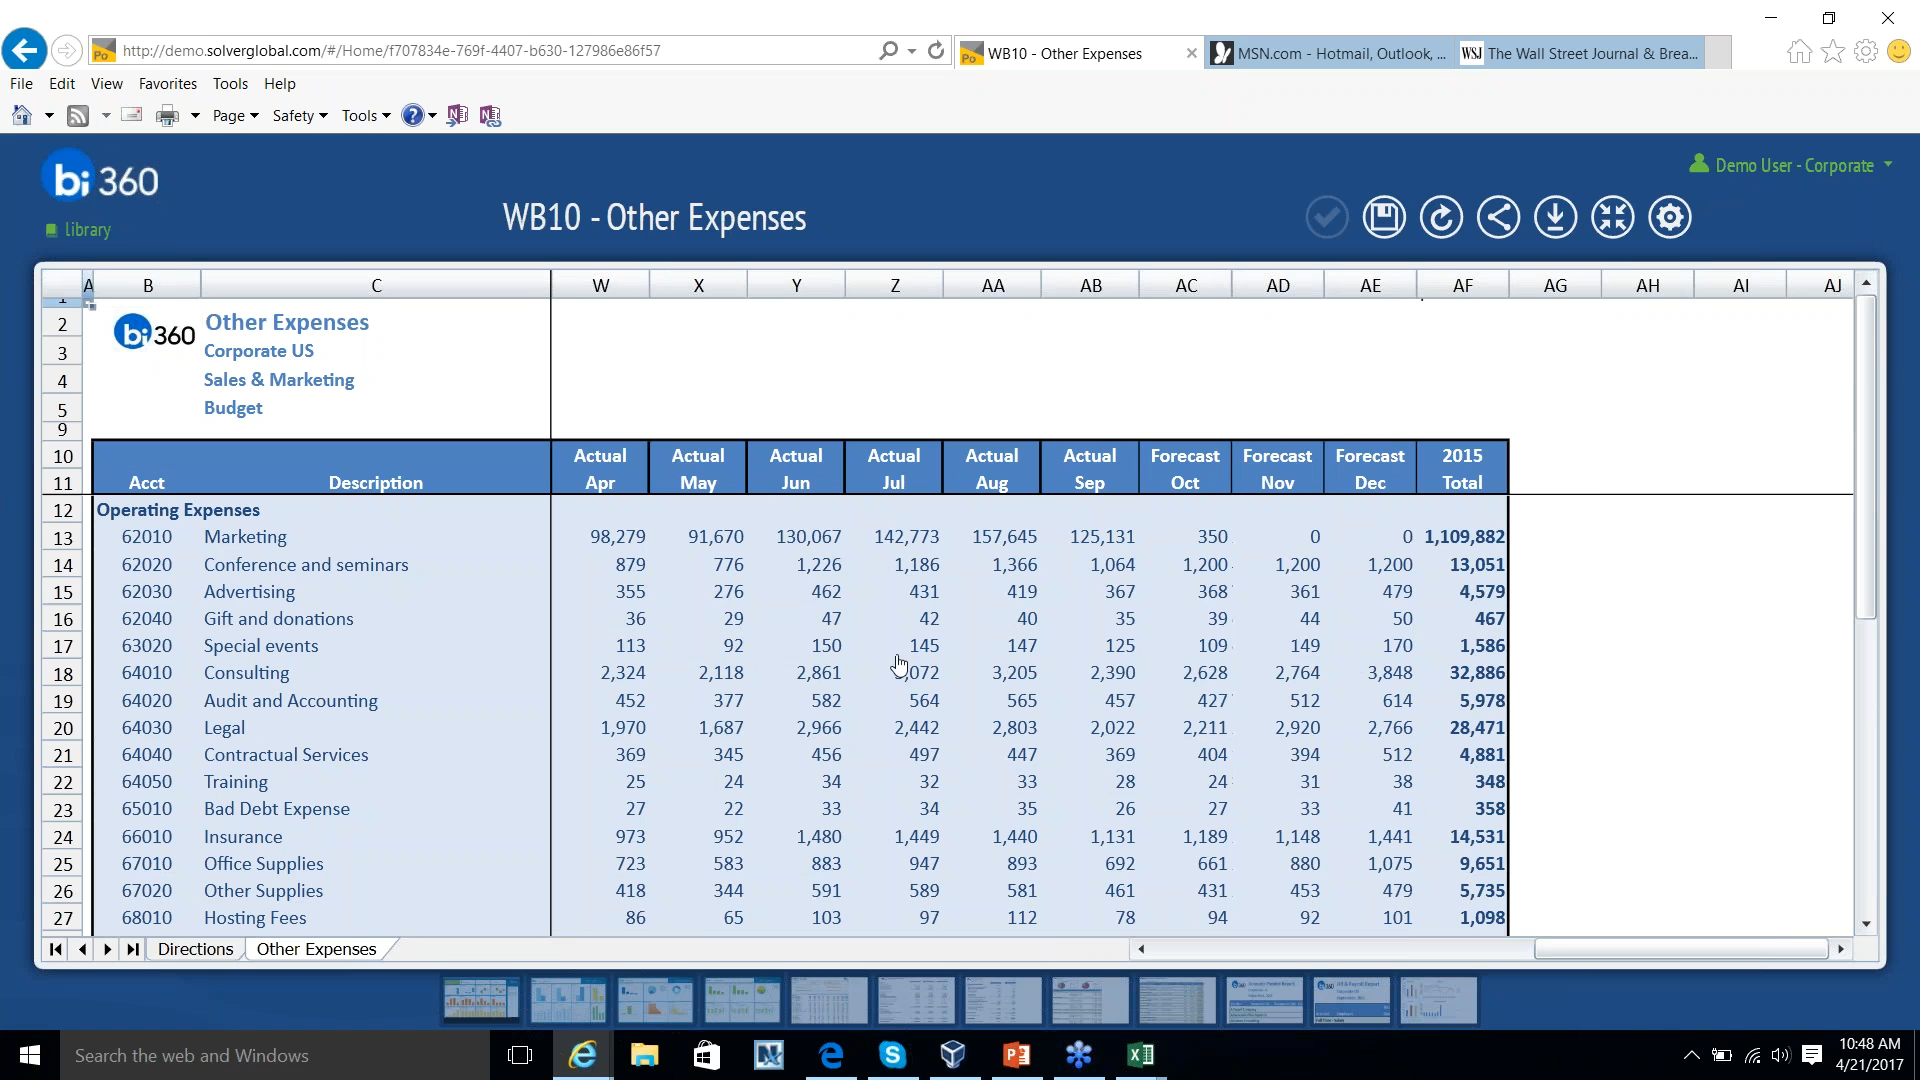 http://demo.solverglobal.com/#/Home/f707834e-769f-4407-b630-127986e86f57
WB10 - Other Expenses
MSN.com - Hotmail, Outlook, ...
WSJ The Wall Street Journal & Brea...
File Edit View Favorites Tools Help
Page Safety Tools
bi 360
Demo User - Corporate
library
WB10 - Other Expenses
A B C W X Y Z AA AB AC AD AE AF AG AH AI AJ
1
2 bi360 Other Expenses
3 Corporate US
4 Sales & Marketing
5 Budget
9
10 Actual Actual Actual Actual Actual Actual Forecast Forecast Forecast 2015
11 Acct Description Apr May Jun Jul Aug Sep Oct Nov Dec Total
12 Operating Expenses
13 62010 Marketing 98,279 91,670 130,067 142,773 157,645 125,131 350 0 0 1,109,882
14 62020 Conference and seminars 879 776 1,226 1,186 1,366 1,064 1,200 1,200 1,200 13,051
15 62030 Advertising 355 276 462 431 419 367 368 361 479 4,579
16 62040 Gift and donations 36 29 47 42 40 35 39 44 50 467
17 63020 Special events 113 92 150 145 147 125 109 149 170 1,586
18 64010 Consulting 2,324 2,118 2,861 ,072 3,205 2,390 2,628 2,764 3,848 32,886
19 64020 Audit and Accounting 452 377 582 564 565 457 427 512 614 5,978
20 64030 Legal 1,970 1,687 2,966 2,442 2,803 2,022 2,211 2,920 2,766 28,471
21 64040 Contractual Services 369 345 456 497 447 369 404 394 512 4,881
22 64050 Training 25 24 34 32 33 28 24 31 38 348
23 65010 Bad Debt Expense 27 22 33 34 35 26 27 33 41 358
24 66010 Insurance 973 952 1,480 1,449 1,440 1,131 1,189 1,148 1,441 14,531
25 67010 Office Supplies 723 583 883 947 893 692 661 880 1,075 9,651
26 67020 Other Supplies 418 344 591 589 581 461 431 453 479 5,735
27 68010 Hosting Fees 86 65 103 97 112 78 94 92 101 1,098
Directions Other Expenses
Search the web and Windows
10:48 AM
4/21/2017